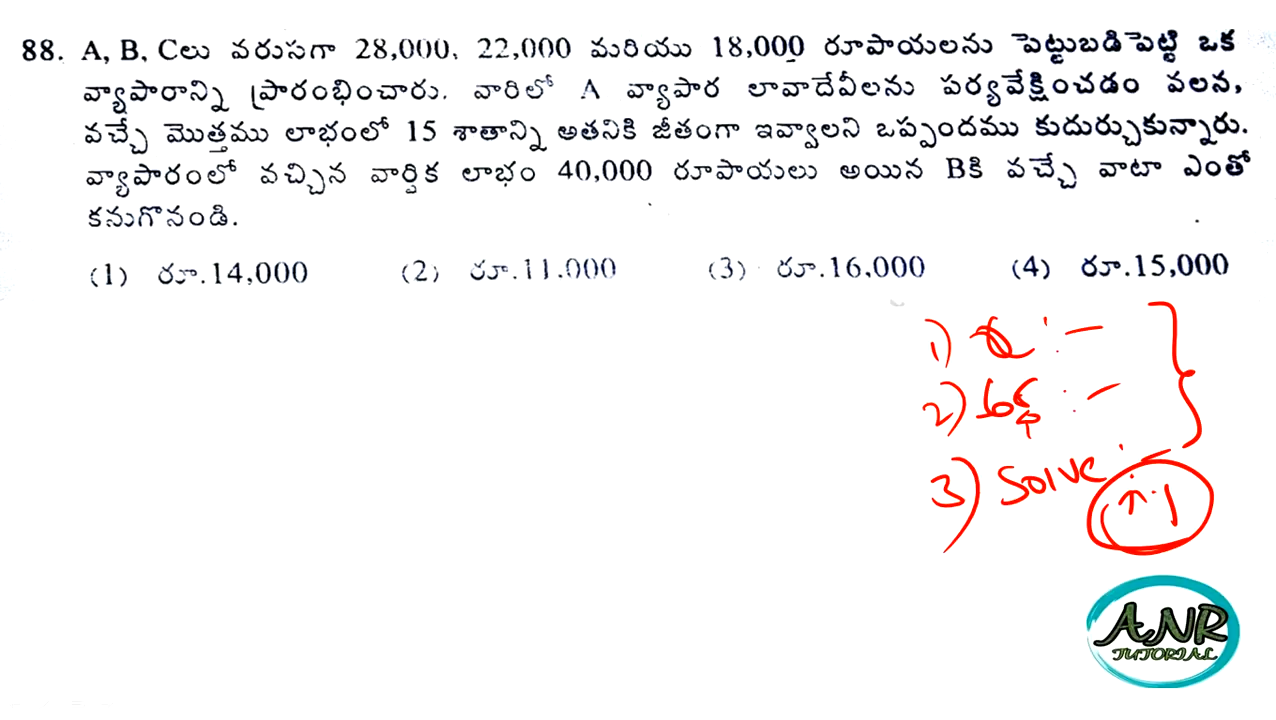 88. A, B, Cలు వరుసగా 28,000, 22,000 మరియు 18,000 రూపాయలను పెట్టుబడిపెట్టి ఒక
వ్యాపారాన్ని ప్రారంభించారు. వారిలో A వ్యాపార లావాదేవీలను పర్యవేక్షించడం వలన,
వచ్చే మొత్తము లాభంలో 15 శాతాన్ని అతనికి జీతంగా ఇవ్వాలని ఒప్పందము కుదుర్చుకున్నారు.
వ్యాపారంలో వచ్చిన వార్షిక లాభం 40,000 రూపాయలు అయిన Bకి వచ్చే వాటా ఎంతో
కనుగొనండి.
(1) రూ.14,000 (2) రూ.11.000 (3) రూ.16,000 (4) రూ.15,000
1)
2)
3) Solve :-
ANR
TUTORIAL